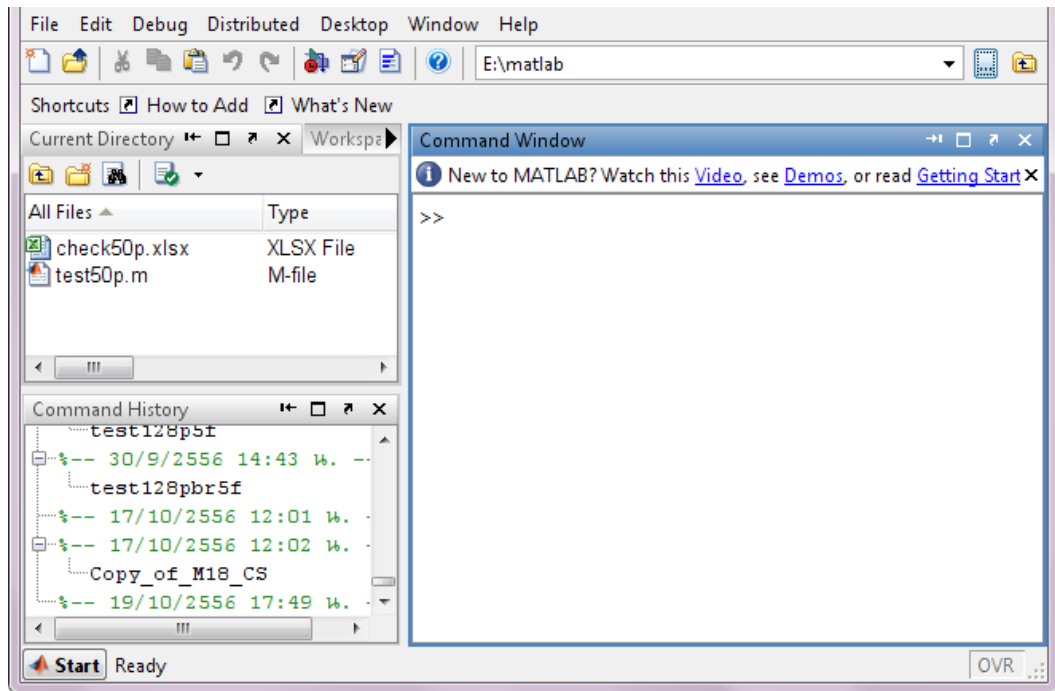 File Edit Debug Distributed Desktop Window Help
E:\matlab
Shortcuts How to Add What's New
Current Directory Workspa
All Files Type
check50p.xlsx XLSX File
test50p.m M-file
Command History
test128p5f
%-- 30/9/2556 14:43 น. --
test128pbr5f
%-- 17/10/2556 12:01 น. -
%-- 17/10/2556 12:02 น. -
Copy_of_M18_CS
%-- 19/10/2556 17:49 น. -
Command Window
New to MATLAB? Watch this Video, see Demos, or read Getting Start
>>
Start Ready
OVR